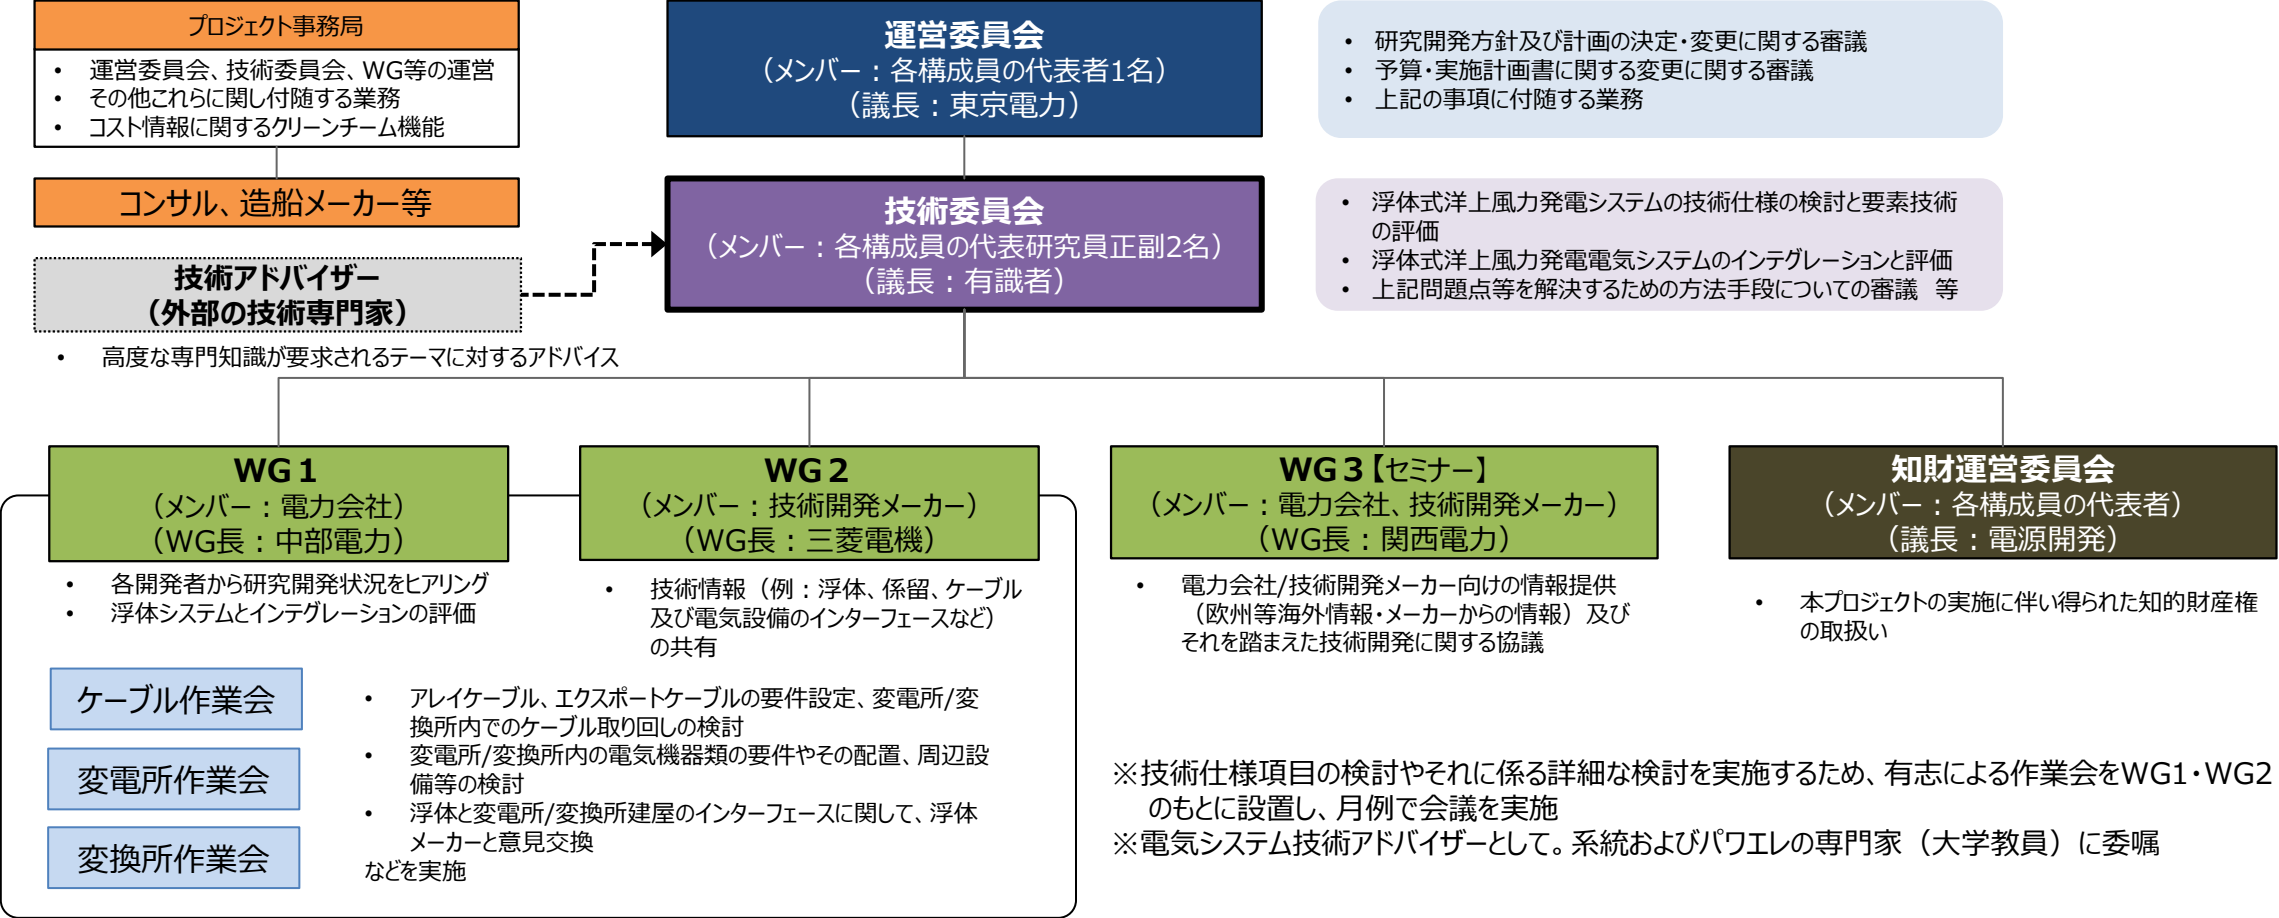 プロジェクト事務局
• 運営委員会、技術委員会、WG等の運営
• その他これらに関し付随する業務
• コスト情報に関するクリーンチーム機能
コンサル、造船メーカー等
技術アドバイザー
（外部の技術専門家）
• 高度な専門知識が要求されるテーマに対するアドバイス
運営委員会
（メンバー：各構成員の代表者1名）
（議長：東京電力）
• 研究開発方針及び計画の決定・変更に関する審議
• 予算・実施計画書に関する変更に関する審議
• 上記の事項に付随する業務
技術委員会
（メンバー：各構成員の代表研究員正副2名）
（議長：有識者）
• 浮体式洋上風力発電システムの技術仕様の検討と要素技術
の評価
• 浮体式洋上風力発電電気システムのインテグレーションと評価
• 上記問題点等を解決するための方法手段についての審議　等
WG１
（メンバー：電力会社）
（WG長：中部電力）
• 各開発者から研究開発状況をヒアリング
• 浮体システムとインテグレーションの評価
WG２
（メンバー：技術開発メーカー）
（WG長：三菱電機）
• 技術情報（例：浮体、係留、ケーブル
及び電気設備のインターフェースなど）
の共有
WG３【セミナー】
（メンバー：電力会社、技術開発メーカー）
（WG長：関西電力）
• 電力会社/技術開発メーカー向けの情報提供
（欧州等海外情報・メーカーからの情報）及び
それを踏まえた技術開発に関する協議
知財運営委員会
（メンバー：各構成員の代表者）
（議長：電源開発）
• 本プロジェクトの実施に伴い得られた知的財産権
の取扱い
ケーブル作業会
変電所作業会
変換所作業会
• アレイケーブル、エクスポートケーブルの要件設定、変電所/変
換所内でのケーブル取り回しの検討
• 変電所/変換所内の電気機器類の要件やその配置、周辺設
備等の検討
• 浮体と変電所/変換所建屋のインターフェースに関して、浮体
メーカーと意見交換
などを実施
※技術仕様項目の検討やそれに係る詳細な検討を実施するため、有志による作業会をWG1・WG2
のもとに設置し、月例で会議を実施
※電気システム技術アドバイザーとして。系統およびパワエレの専門家（大学教員）に委嘱